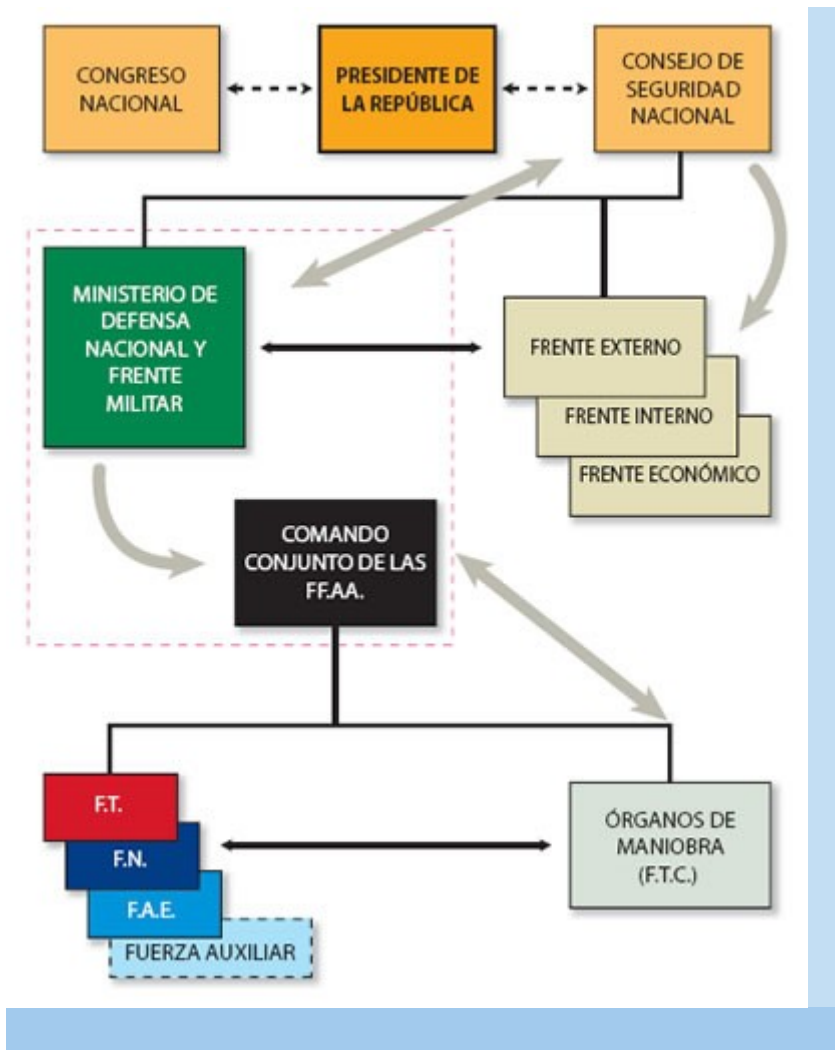 CONGRESO
NACIONAL
PRESIDENTE DE
LA REPÚBLICA
CONSEJO DE
SEGURIDAD
NACIONAL
MINISTERIO DE
DEFENSA
NACIONAL Y
FRENTE
MILITAR
FRENTE EXTERNO
FRENTE INTERNO
FRENTE ECONÓMICO
COMANDO
CONJUNTO DE LAS
FF.AA.
F.T.
F.N.
F.A.E.
FUERZA AUXILIAR
ÓRGANOS DE
MANIOBRA
(F.T.C.)